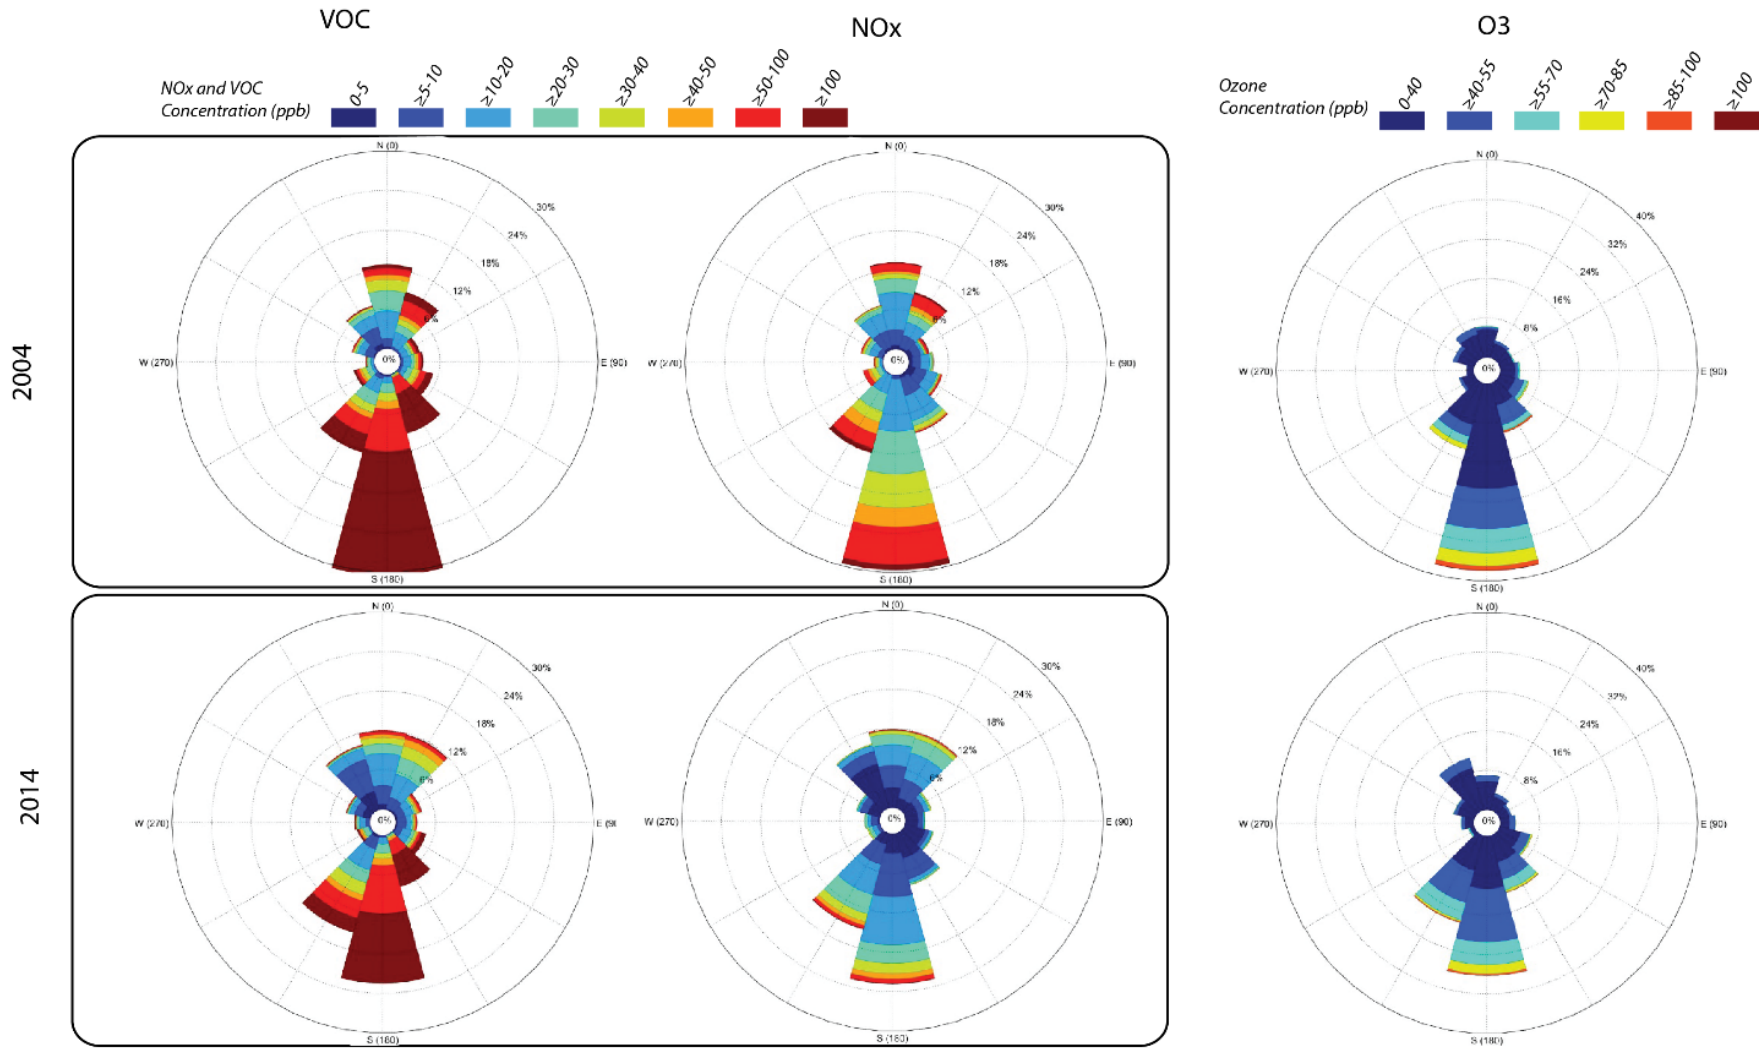 VOC
NOx
O3
NOx and VOC
Concentration (ppb)
0-5
≥5-10
≥10-20
≥20-30
≥30-40
≥40-50
≥50-100
≥100
Ozone
Concentration (ppb)
0-40
≥40-55
≥55-70
≥70-85
≥85-100
≥100
2004
N (0)
30%
24%
18%
12%
6%
0%
W (270)
E (90)
S (180)
N (0)
30%
24%
18%
12%
6%
0%
W (270)
E (90)
S (180)
N (0)
40%
32%
24%
16%
8%
0%
W (270)
E (90)
S (180)
2014
N (0)
30%
24%
18%
12%
6%
0%
W (270)
E (9(
S (180)
N (0)
30%
24%
18%
12%
6%
0%
W (270)
E (90)
S (180)
N (0)
40%
32%
24%
16%
8%
0%
W (270)
E (90)
S (180)